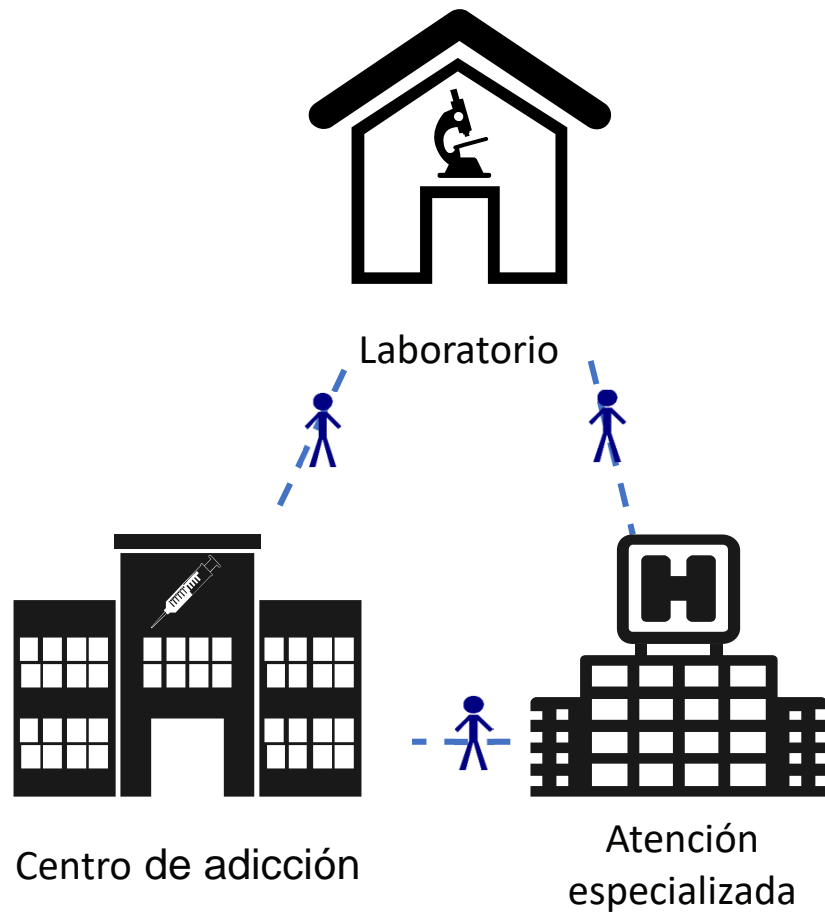 Laboratorio
H
Centro de adicción
Atención
especializada